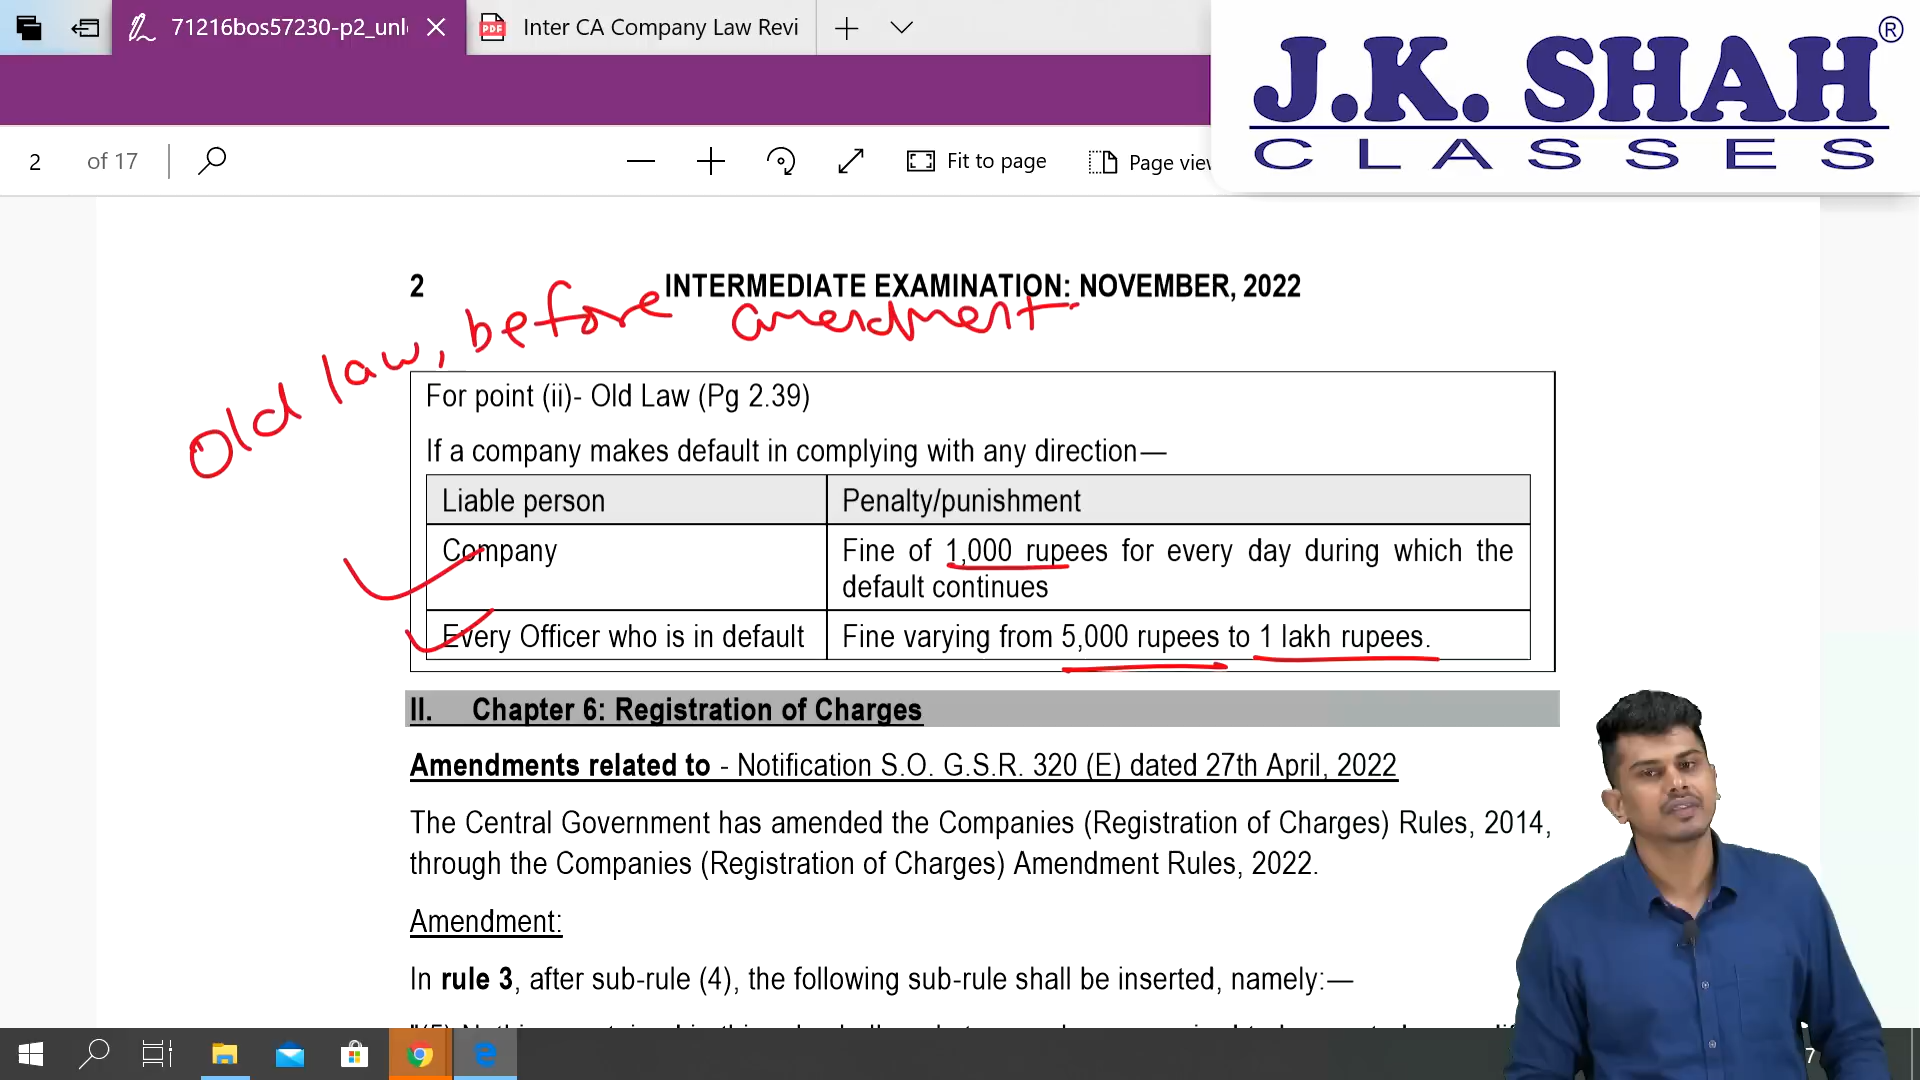 71216bos57230-p2_unl
Inter CA Company Law Revi
J.K. SHAH®
CLASSES
2 of 17
Fit to page
Page view
2 INTERMEDIATE EXAMINATION: NOVEMBER, 2022
Old law, before amendment
For point (ii)- Old Law (Pg 2.39)
If a company makes default in complying with any direction—
Liable person Penalty/punishment
Company Fine of 1,000 rupees for every day during which the
default continues
Every Officer who is in default Fine varying from 5,000 rupees to 1 lakh rupees.
II. Chapter 6: Registration of Charges
Amendments related to - Notification S.O. G.S.R. 320 (E) dated 27th April, 2022
The Central Government has amended the Companies (Registration of Charges) Rules, 2014,
through the Companies (Registration of Charges) Amendment Rules, 2022.
Amendment:
In rule 3, after sub-rule (4), the following sub-rule shall be inserted, namely:—
7